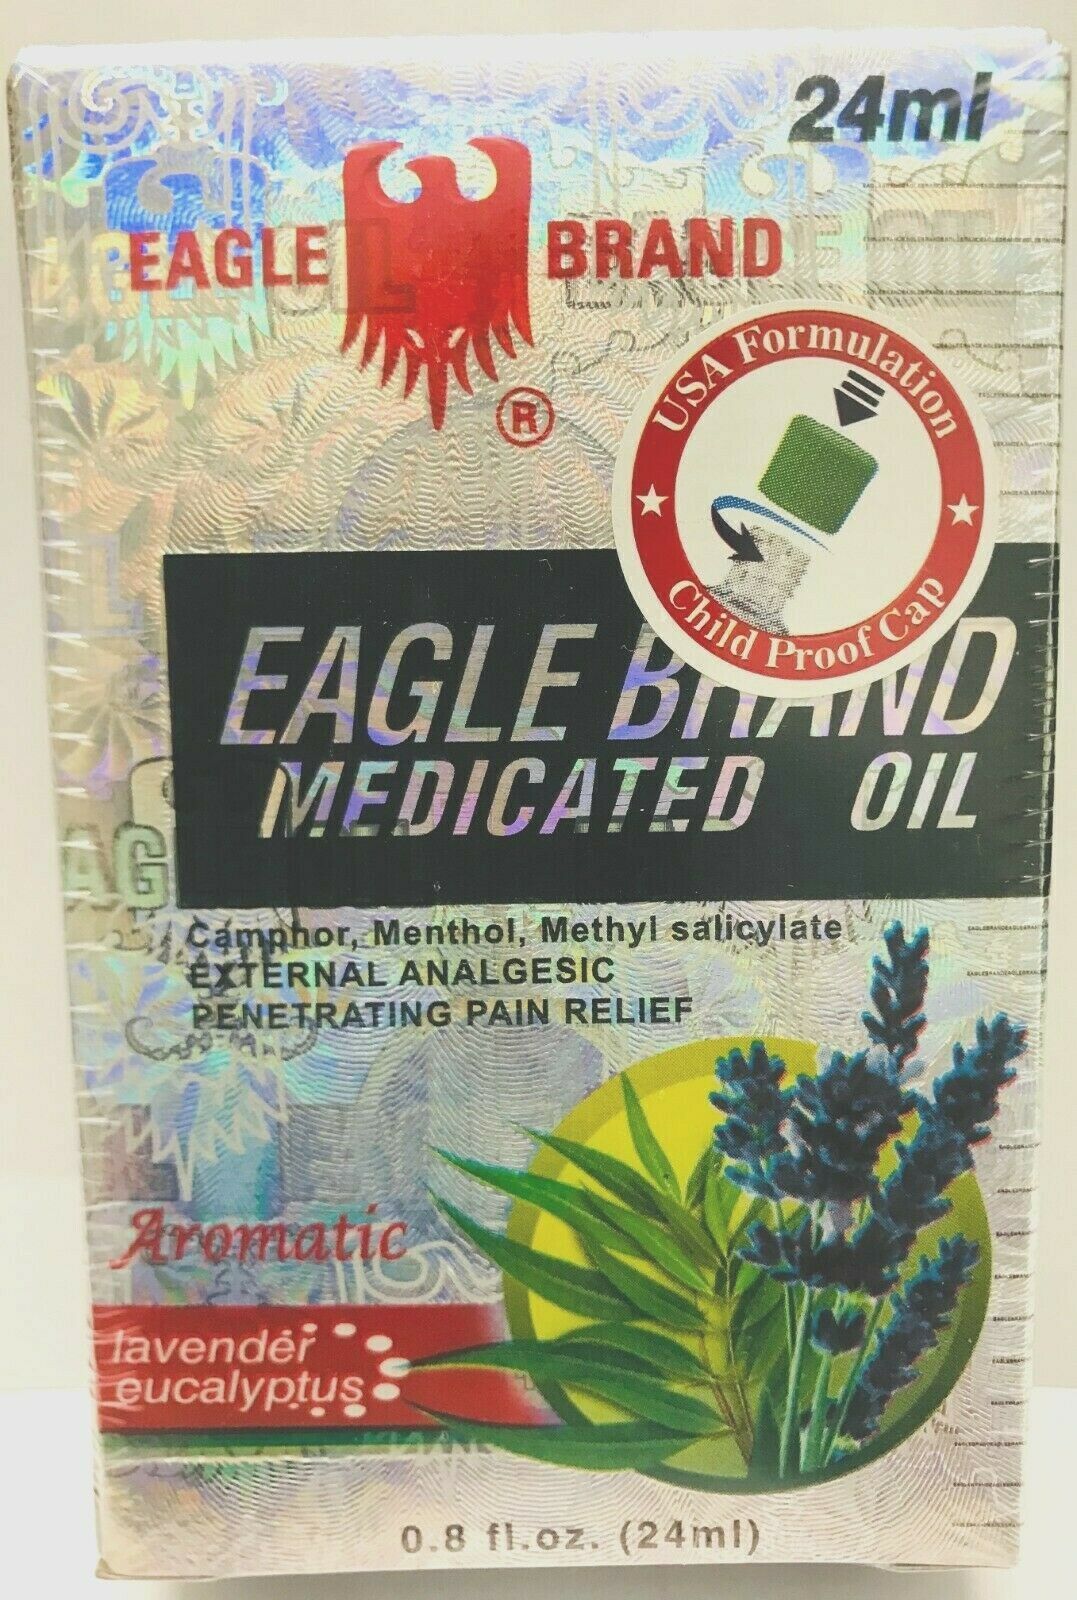 24ml
EAGLE BRAND
®
USA Formulation
Child Proof Cap
EAGLE BRAND
MEDICATED OIL
Camphor, Menthol, Methyl salicylate
EXTERNAL ANALGESIC
PENETRATING PAIN RELIEF
Aromatic
lavender
eucalyptus
0.8 fl.oz. (24ml)